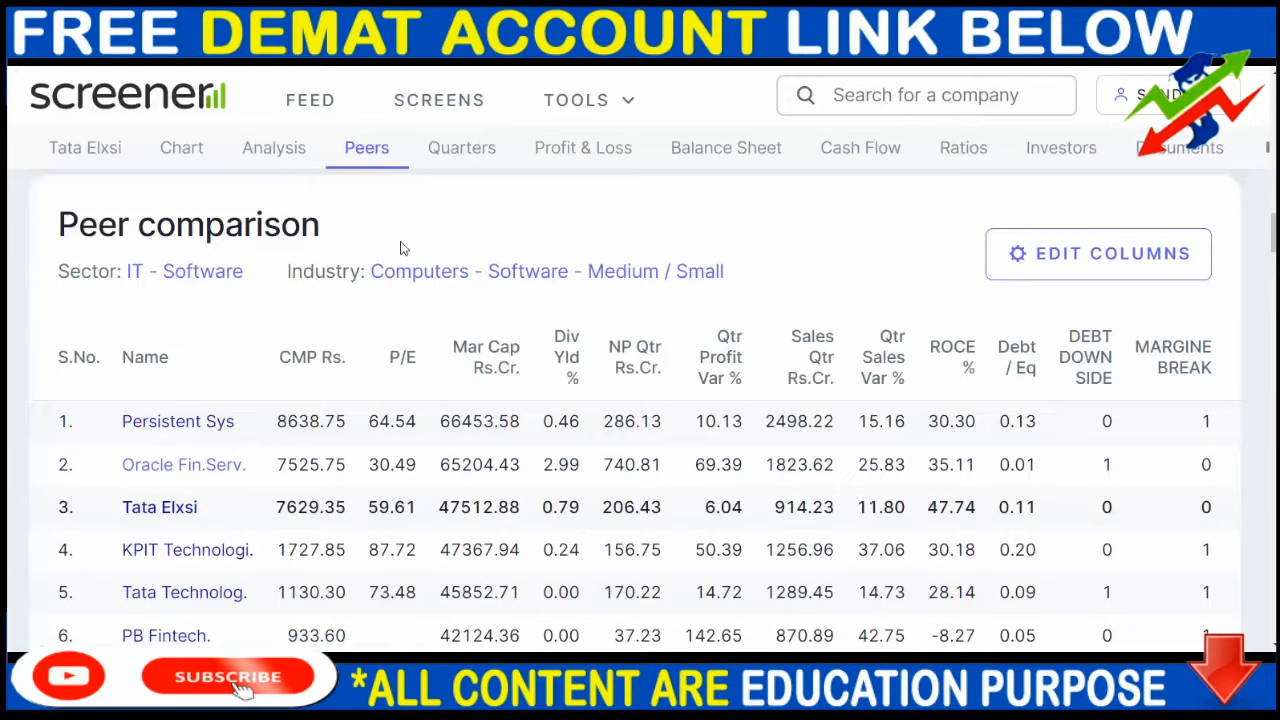 FREE DEMAT ACCOUNT LINK BELOW
screener FEED SCREENS TOOLS Search for a company
Tata Elxsi Chart Analysis Peers Quarters Profit & Loss Balance Sheet Cash Flow Ratios Investors Documents
Peer comparison
Sector: IT - Software Industry: Computers - Software - Medium / Small
EDIT COLUMNS
S.No. Name CMP Rs. P/E Mar Cap Rs.Cr. Div Yld % NP Qtr Rs.Cr. Qtr Profit Var % Sales Qtr Rs.Cr. Qtr Sales Var % ROCE % Debt / Eq DEBT DOWN SIDE MARGINE BREAK
1. Persistent Sys 8638.75 64.54 66453.58 0.46 286.13 10.13 2498.22 15.16 30.30 0.13 0 1
2. Oracle Fin.Serv. 7525.75 30.49 65204.43 2.99 740.81 69.39 1823.62 25.83 35.11 0.01 1 0
3. Tata Elxsi 7629.35 59.61 47512.88 0.79 206.43 6.04 914.23 11.80 47.74 0.11 0 0
4. KPIT Technologi. 1727.85 87.72 47367.94 0.24 156.75 50.39 1256.96 37.06 30.18 0.20 0 1
5. Tata Technolog. 1130.30 73.48 45852.71 0.00 170.22 14.72 1289.45 14.73 28.14 0.09 1 1
6. PB Fintech. 933.60 42124.36 0.00 37.23 142.65 870.89 42.75 -8.27 0.05 0 1
SUBSCRIBE
*ALL CONTENT ARE EDUCATION PURPOSE